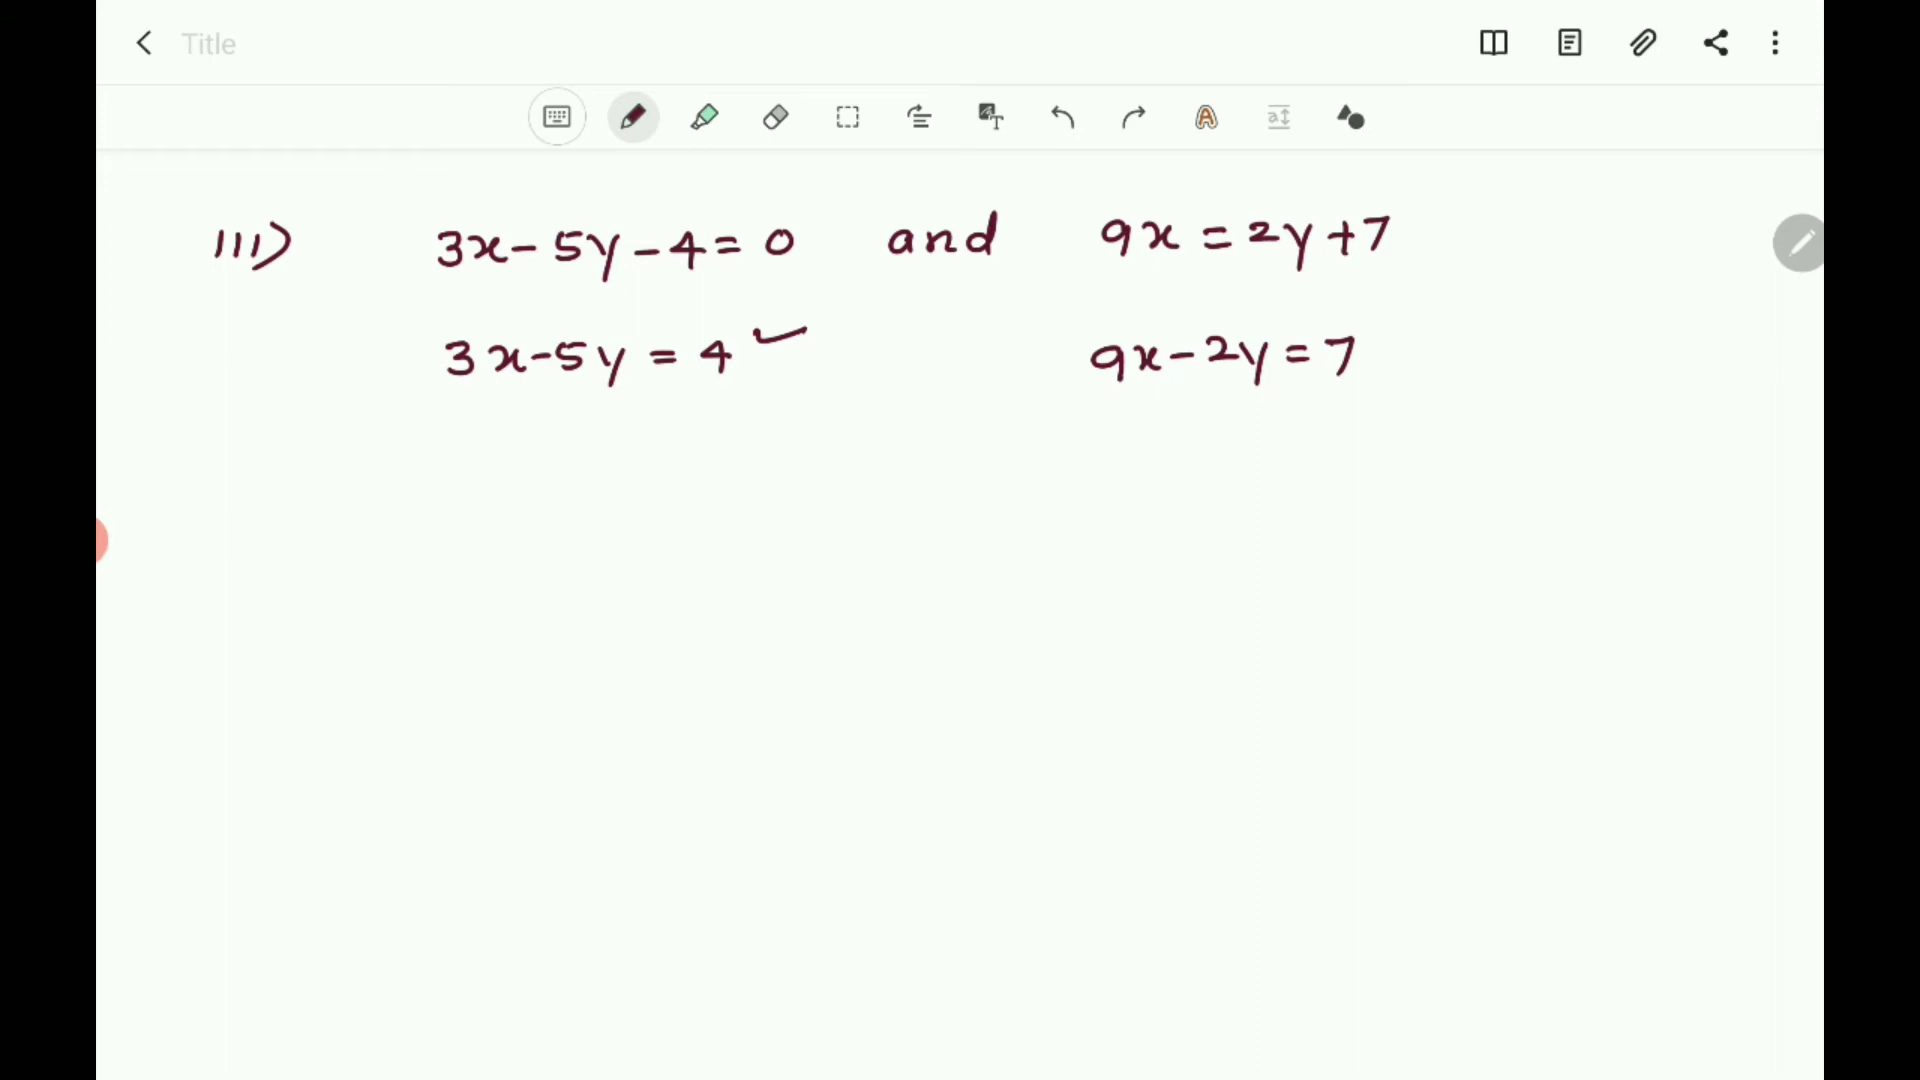 Title
iii) 3x - 5y - 4 = 0 and 9x = 2y + 7
3x - 5y = 4 ✓ 9x - 2y = 7